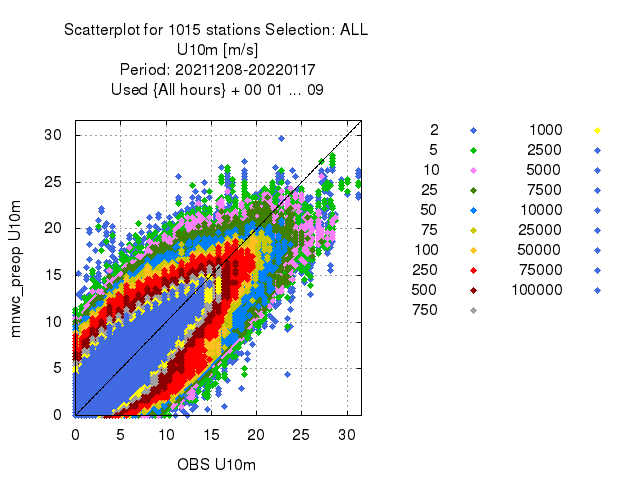 Scatterplot for 1015 stations Selection: ALL
U10m [m/s]
Period: 20211208-20220117
Used {All hours} + 00 01 ... 09
mnwc_preop U10m
30
25
20
15
10
5
0
0 5 10 15 20 25 30
OBS U10m
2 1000
5 2500
10 5000
25 7500
50 10000
75 25000
100 50000
250 75000
500 100000
750